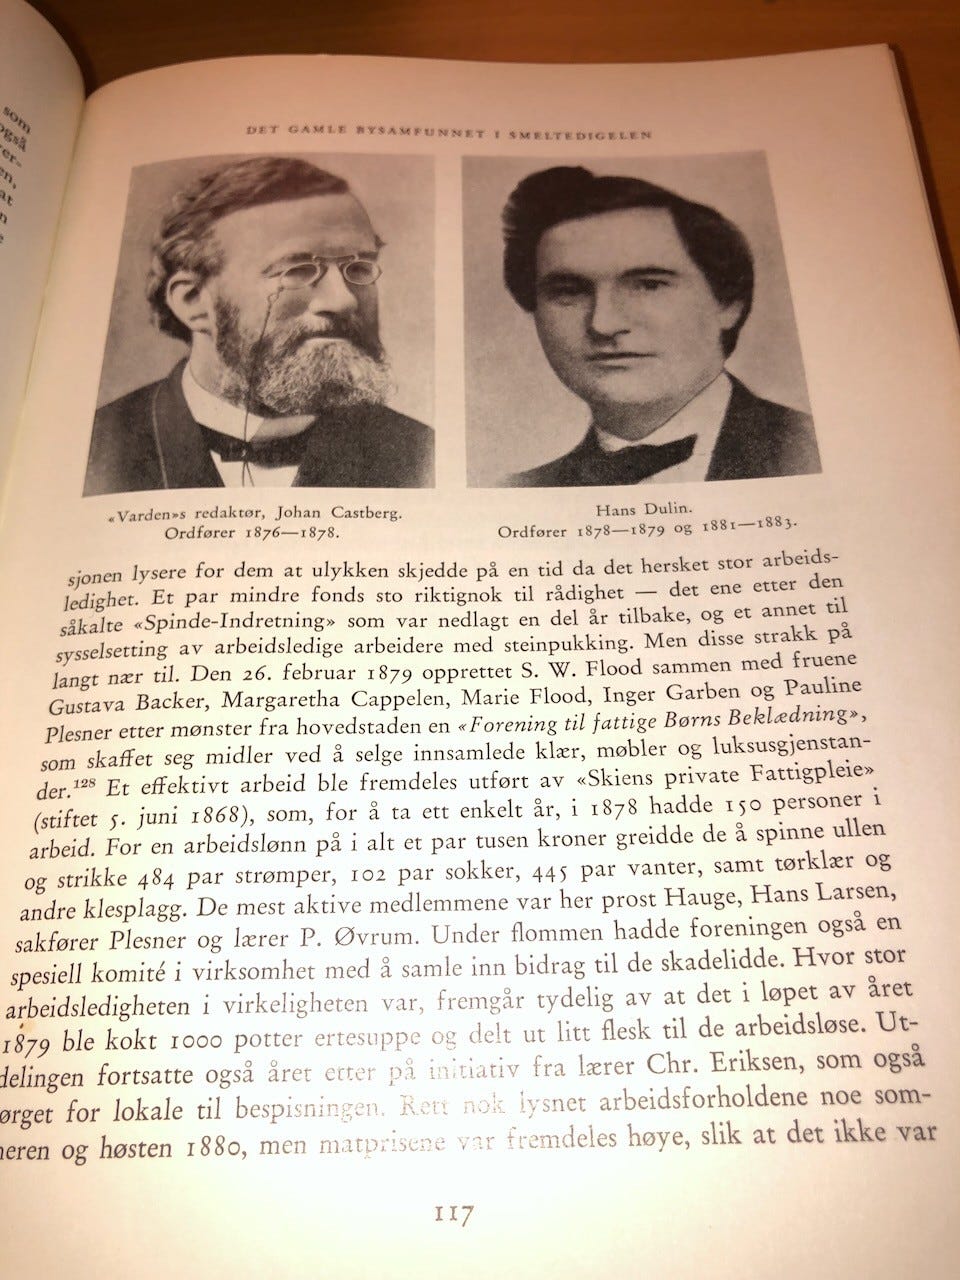 som
også
er-
en,
at
n
e
DET GAMLE BYSAMFUNNET I SMELTEDIGELEN
«Varden»s redaktør, Johan Castberg.
Ordfører 1876—1878.
Hans Dulin.
Ordfører 1878—1879 og 1881—1883.
sjonen lysere for dem at ulykken skjedde på en tid da det hersket stor arbeids-
ledighet. Et par mindre fonds sto riktignok til rådighet — det ene etter den
såkalte «Spinde-Indretning» som var nedlagt en del år tilbake, og et annet til
sysselsetting av arbeidsledige arbeidere med steinpukking. Men disse strakk på
langt nær til. Den 26. februar 1879 opprettet S. W. Flood sammen med fruene
Gustava Backer, Margaretha Cappelen, Marie Flood, Inger Garben og Pauline
Plesner etter mønster fra hovedstaden en «Forening til fattige Børns Beklædning»,
som skaffet seg midler ved å selge innsamlede klær, møbler og luksusgjenstan-
der.128 Et effektivt arbeid ble fremdeles utført av «Skiens private Fattigpleie»
(stiftet 5. juni 1868), som, for å ta ett enkelt år, i 1878 hadde 150 personer i
arbeid. For en arbeidslønn på i alt et par tusen kroner greidde de å spinne ullen
og strikke 484 par strømper, 102 par sokker, 445 par vanter, samt tørklær og
andre klesplagg. De mest aktive medlemmene var her prost Hauge, Hans Larsen,
sakfører Plesner og lærer P. Øvrum. Under flommen hadde foreningen også en
spesiell komité i virksomhet med å samle inn bidrag til de skadelidde. Hvor stor
arbeidsledigheten i virkeligheten var, fremgår tydelig av at det i løpet av året
1879 ble kokt 1000 potter ertesuppe og delt ut litt flesk til de arbeidsløse. Ut-
delingen fortsatte også året etter på initiativ fra lærer Chr. Eriksen, som også
ørget for lokale til bespisningen. Rett nok lysnet arbeidsforholdene noe som-
neren og høsten 1880, men matprisene var fremdeles høye, slik at det ikke var
117